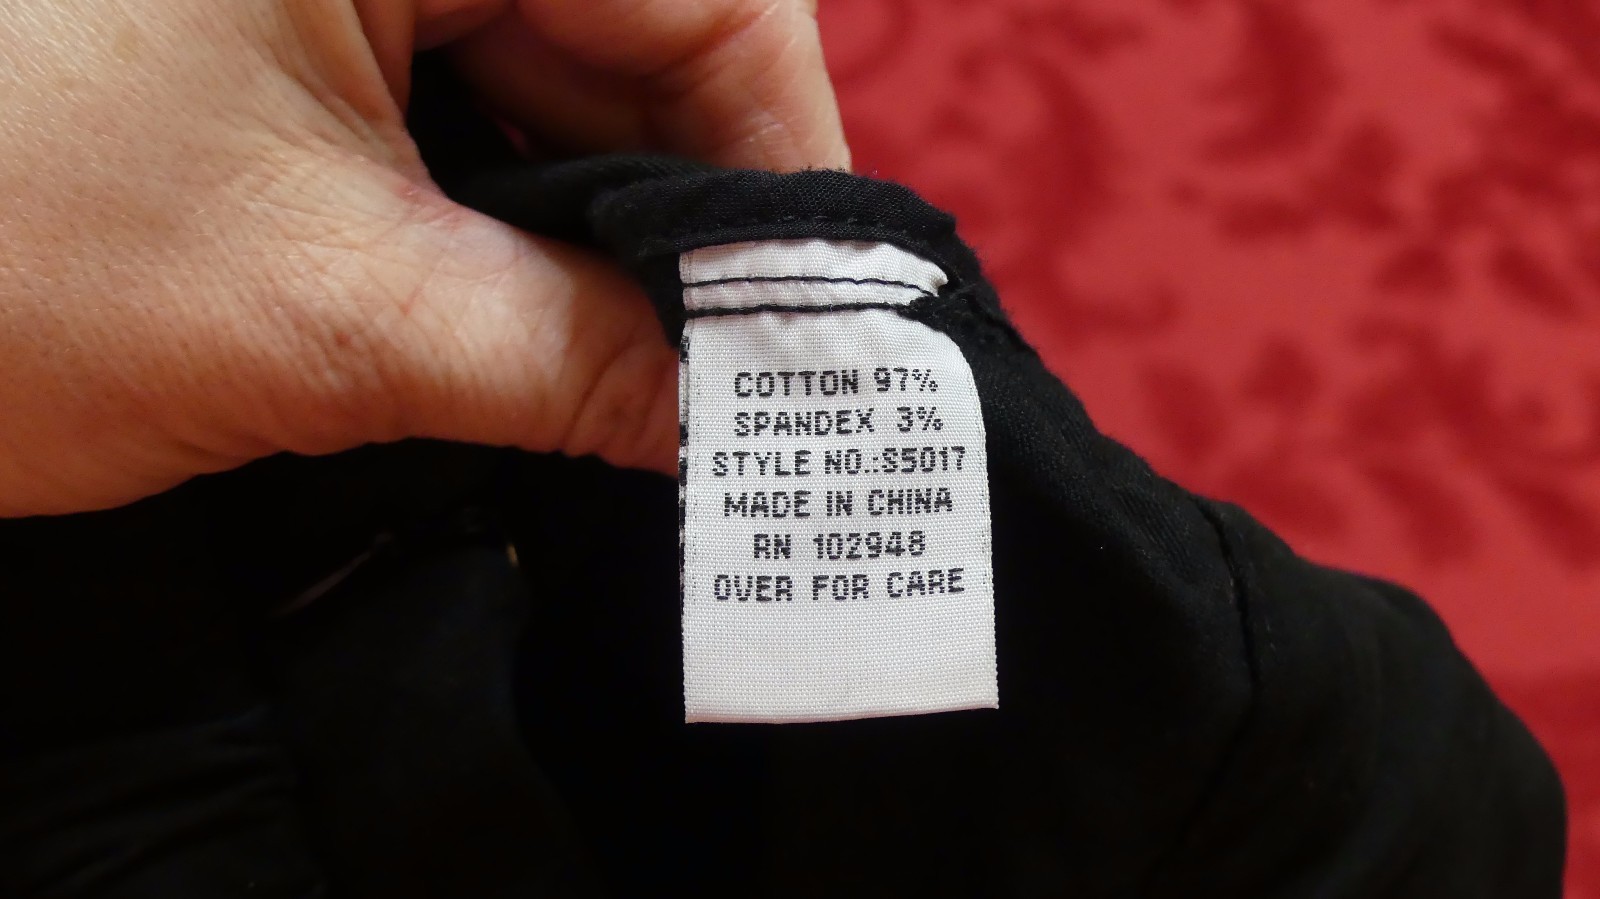 COTTON 97%
SPANDEX 3%
STYLE NO.:S5017
MADE IN CHINA
RN 102948
OVER FOR CARE